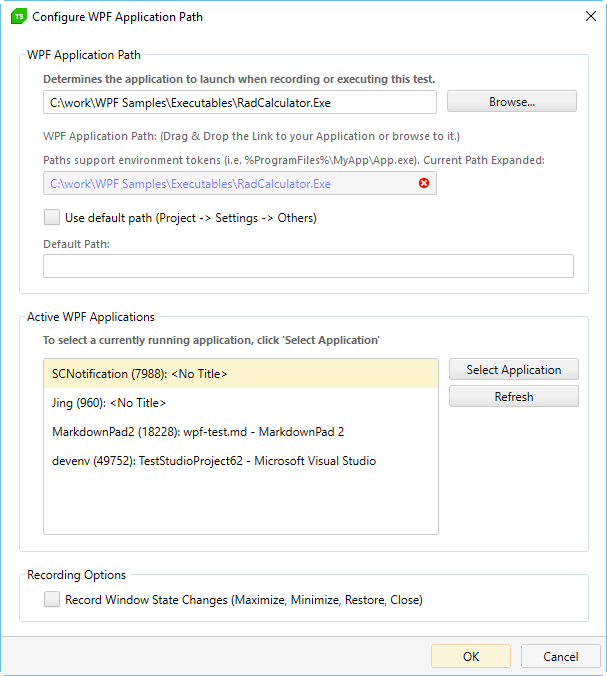 TS Configure WPF Application Path
WPF Application Path
Determines the application to launch when recording or executing this test.
C:\work\WPF Samples\Executables\RadCalculator.Exe
Browse...
WPF Application Path: (Drag & Drop the Link to your Application or browse to it.)
Paths support environment tokens (i.e. %ProgramFiles%\MyApp\App.exe). Current Path Expanded:
C:\work\WPF Samples\Executables\RadCalculator.Exe
Use default path (Project -> Settings -> Others)
Default Path:
Active WPF Applications
To select a currently running application, click 'Select Application'
SCNotification (7988): <No Title>
Select Application
Jing (960): <No Title>
Refresh
MarkdownPad2 (18228): wpf-test.md - MarkdownPad 2
devenv (49752): TestStudioProject62 - Microsoft Visual Studio
Recording Options
Record Window State Changes (Maximize, Minimize, Restore, Close)
OK
Cancel